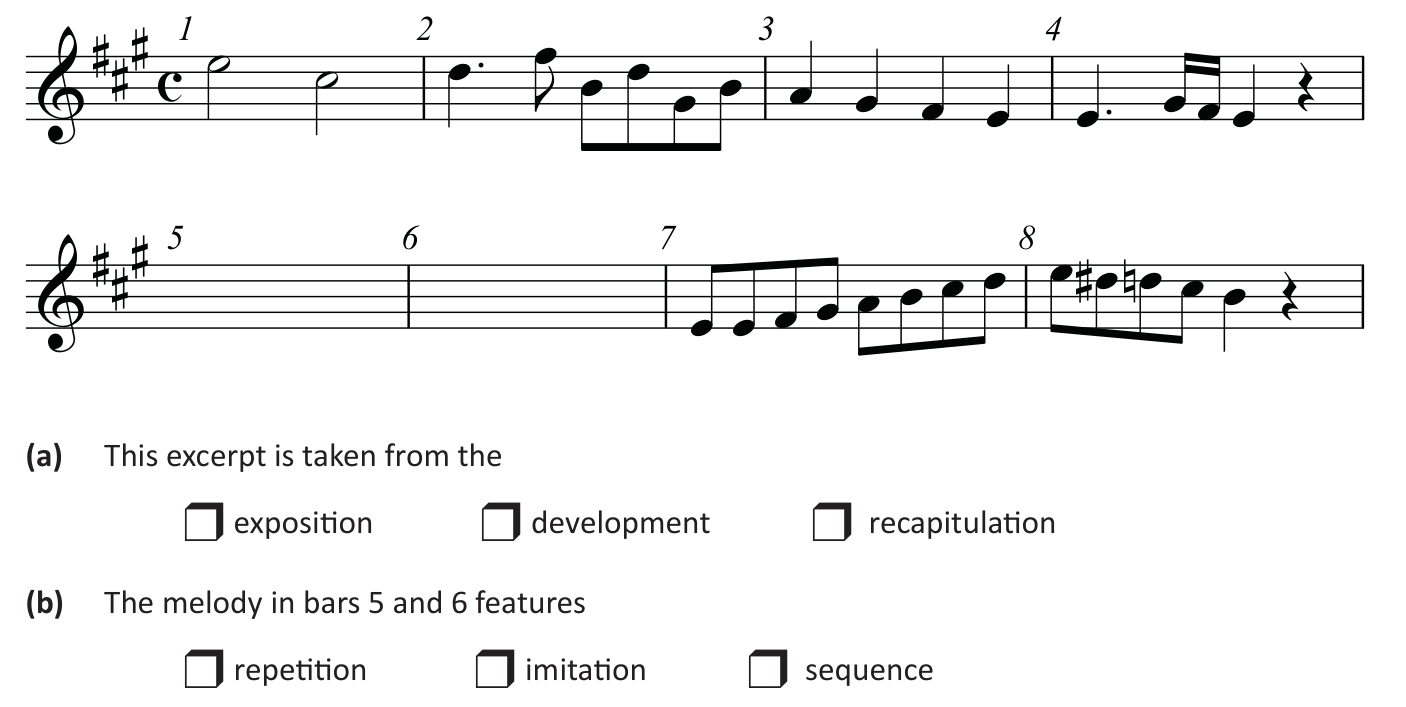 1 2 3 4
5 6 7 8
(a) This excerpt is taken from the
exposition development recapitulation
(b) The melody in bars 5 and 6 features
repetition imitation sequence